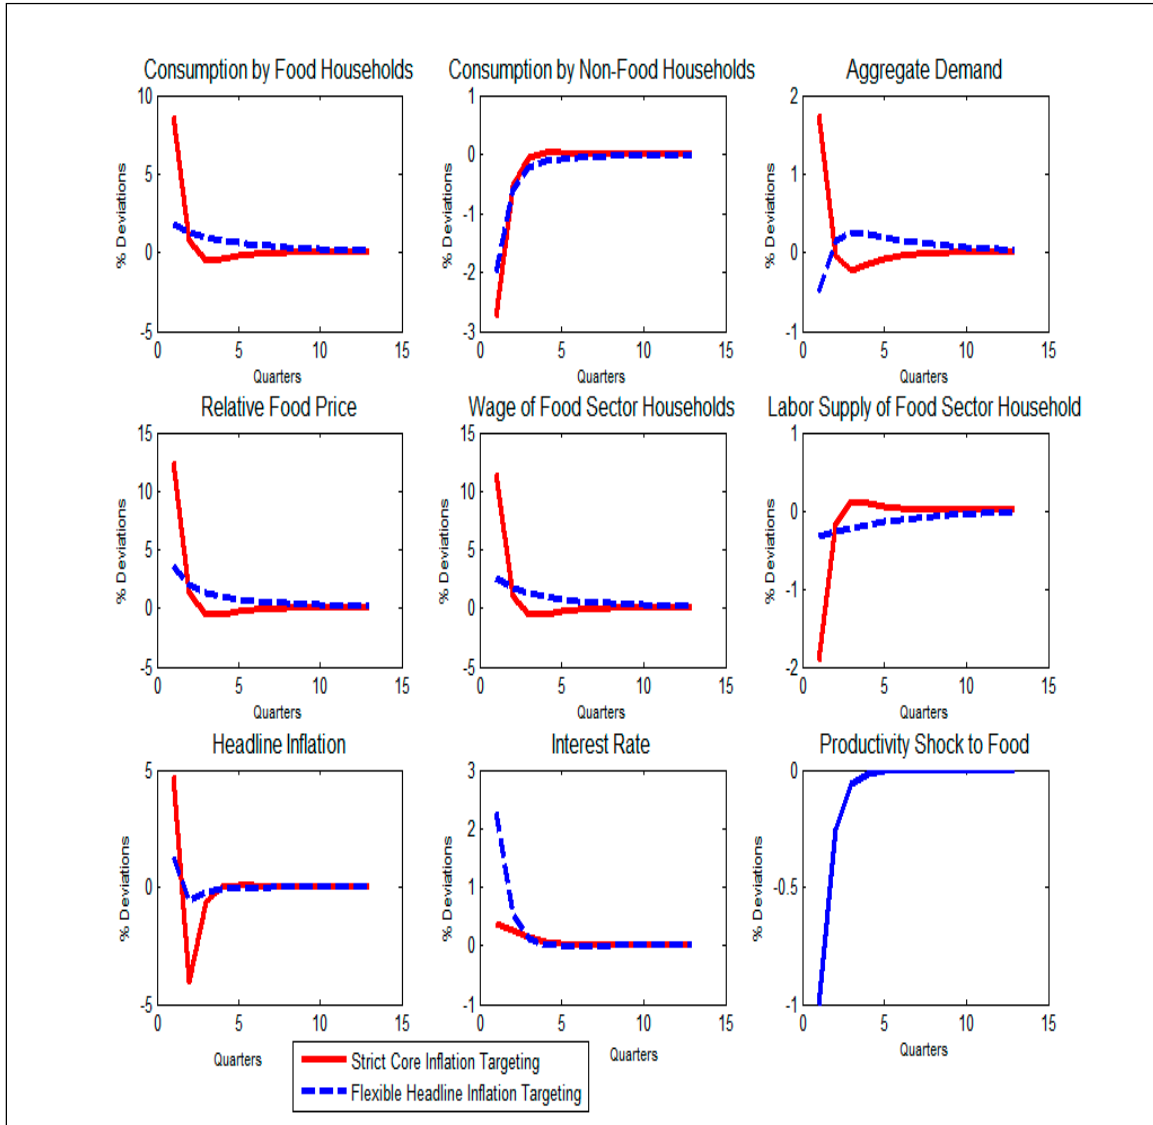 Consumption by Food Households
% Deviations
10
5
0
-5
0 5 10 15
Quarters
Consumption by Non-Food Households
% Deviations
1
0
-1
-2
-3
0 5 10 15
Quarters
Aggregate Demand
% Deviations
2
1
0
-1
0 5 10 15
Quarters
Relative Food Price
% Deviations
15
10
5
0
-5
0 5 10 15
Quarters
Wage of Food Sector Households
% Deviations
15
10
5
0
-5
0 5 10 15
Quarters
Labor Supply of Food Sector Household
% Deviations
1
0
-1
-2
0 5 10 15
Quarters
Headline Inflation
% Deviations
5
0
-5
0 5 10 15
Quarters
Interest Rate
% Deviations
3
2
1
0
-1
0 5 10 15
Quarters
Productivity Shock to Food
% Deviations
0
-0.5
-1
0 5 10 15
Quarters
Strict Core Inflation Targeting
Flexible Headline Inflation Targeting